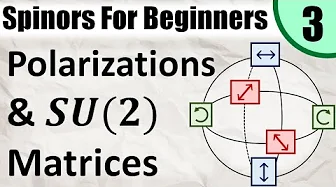 Spinors For Beginners
3
Polarizations
& SU(2)
Matrices